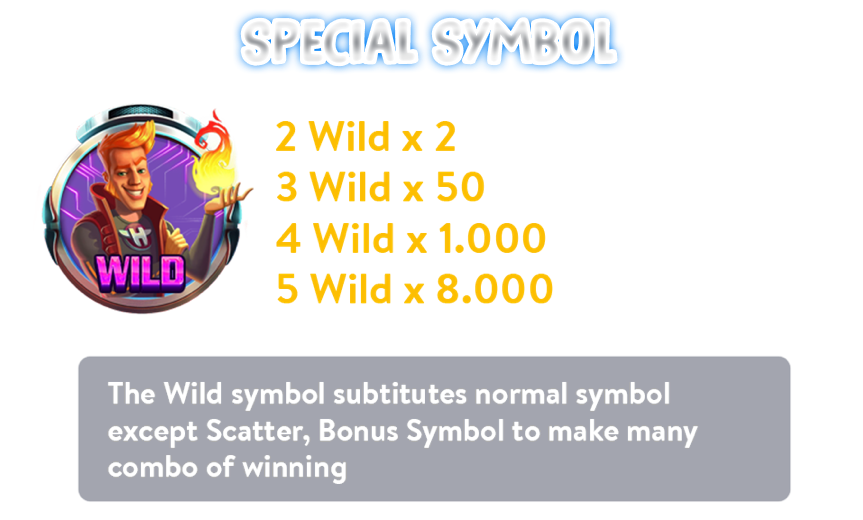 SPECIAL SYMBOL
2 Wild x 2
3 Wild x 50
4 Wild x 1.000
5 Wild x 8.000
H
WILD
The Wild symbol subtitutes normal symbol
except Scatter, Bonus Symbol to make many
combo of winning